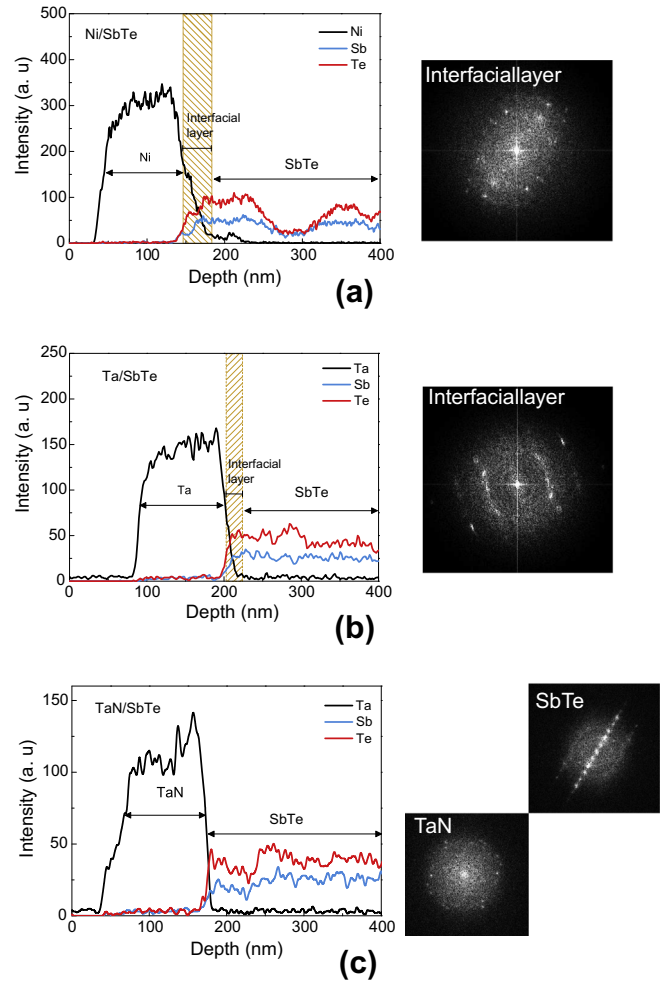 Ni/SbTe
Ni
Sb
Te
Interfacial
layer
SbTe
Ni
Intensity (a. u)
500
400
300
200
100
0
0 100 200 300 400
Depth (nm)
Interfaciallayer
(a)
Ta/SbTe
Ta
Sb
Te
Interfacial
layer
SbTe
Ta
Intensity (a. u)
250
200
150
100
50
0
0 100 200 300 400
Depth (nm)
Interfaciallayer
(b)
TaN/SbTe
Ta
Sb
Te
TaN
SbTe
Intensity (a. u)
150
100
50
0
0 100 200 300 400
Depth (nm)
SbTe
TaN
(c)